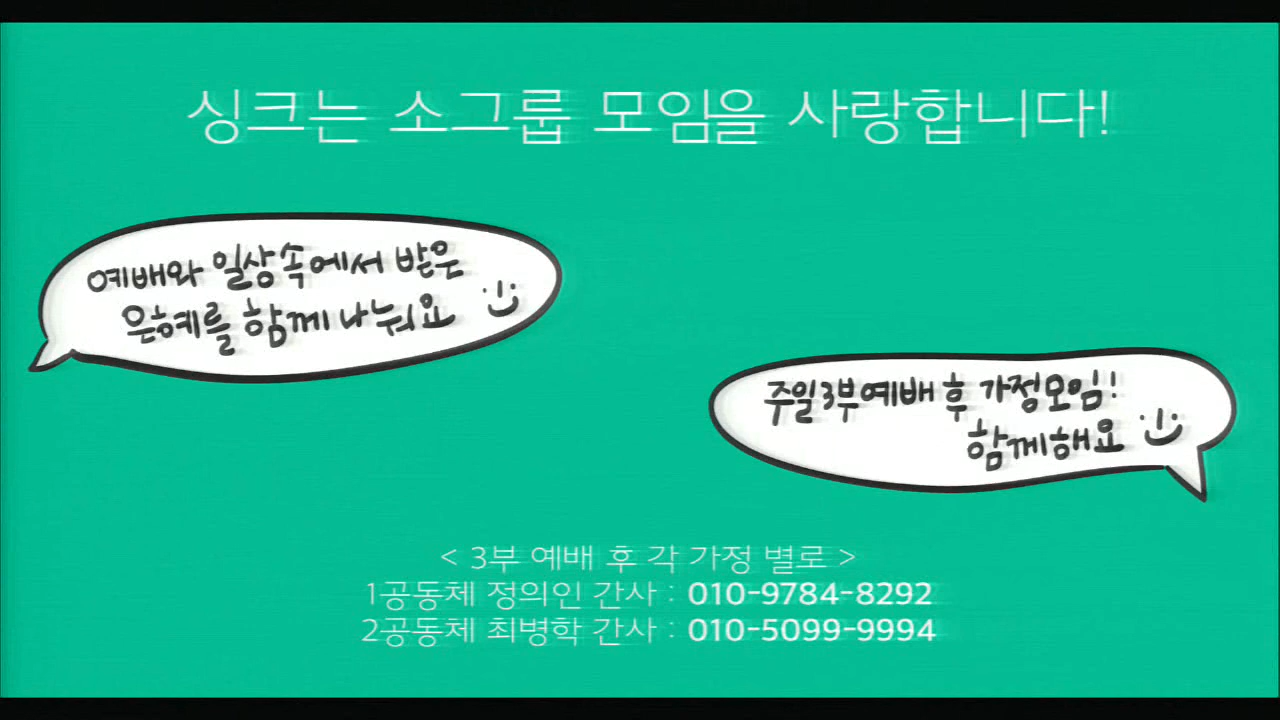 싱크는 소그룹 모임을 사랑합니다!
예배와 일상속에서 받은
은혜를 함께 나눠요
주일3부예배 후 가정모임!
함께해요
< 3부 예배 후 각 가정 별로 >
1공동체 정의인 간사 : 010-9784-8292
2공동체 최병학 간사 : 010-5099-9994